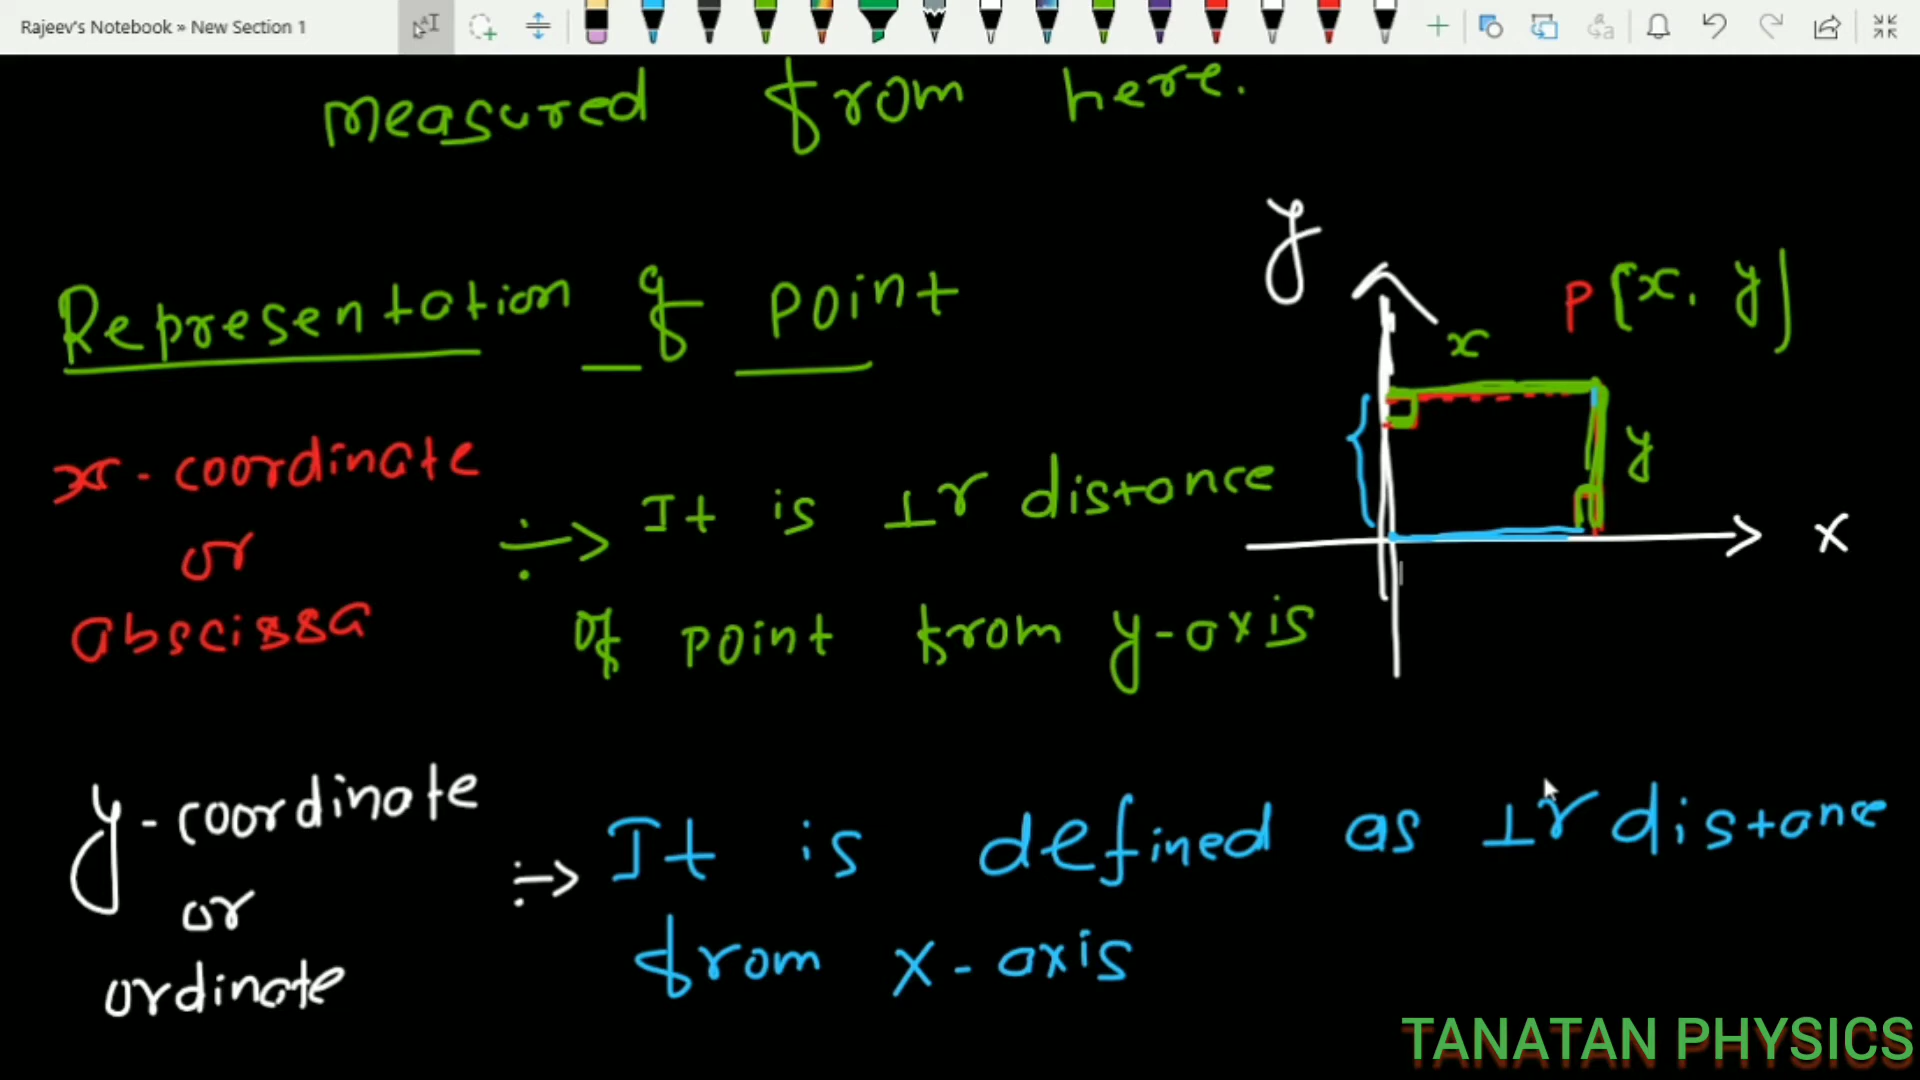 Rajeev's Notebook » New Section 1
measured from here.
y
Representation of point
P [x, y]
x
x - coordinate
or
abscissa
÷> It is ⊥r distance
of point from y-axis
y
X
y - coordinate
or
ordinate
÷> It is defined as ⊥r distance
from X - axis
TANATAN PHYSICS